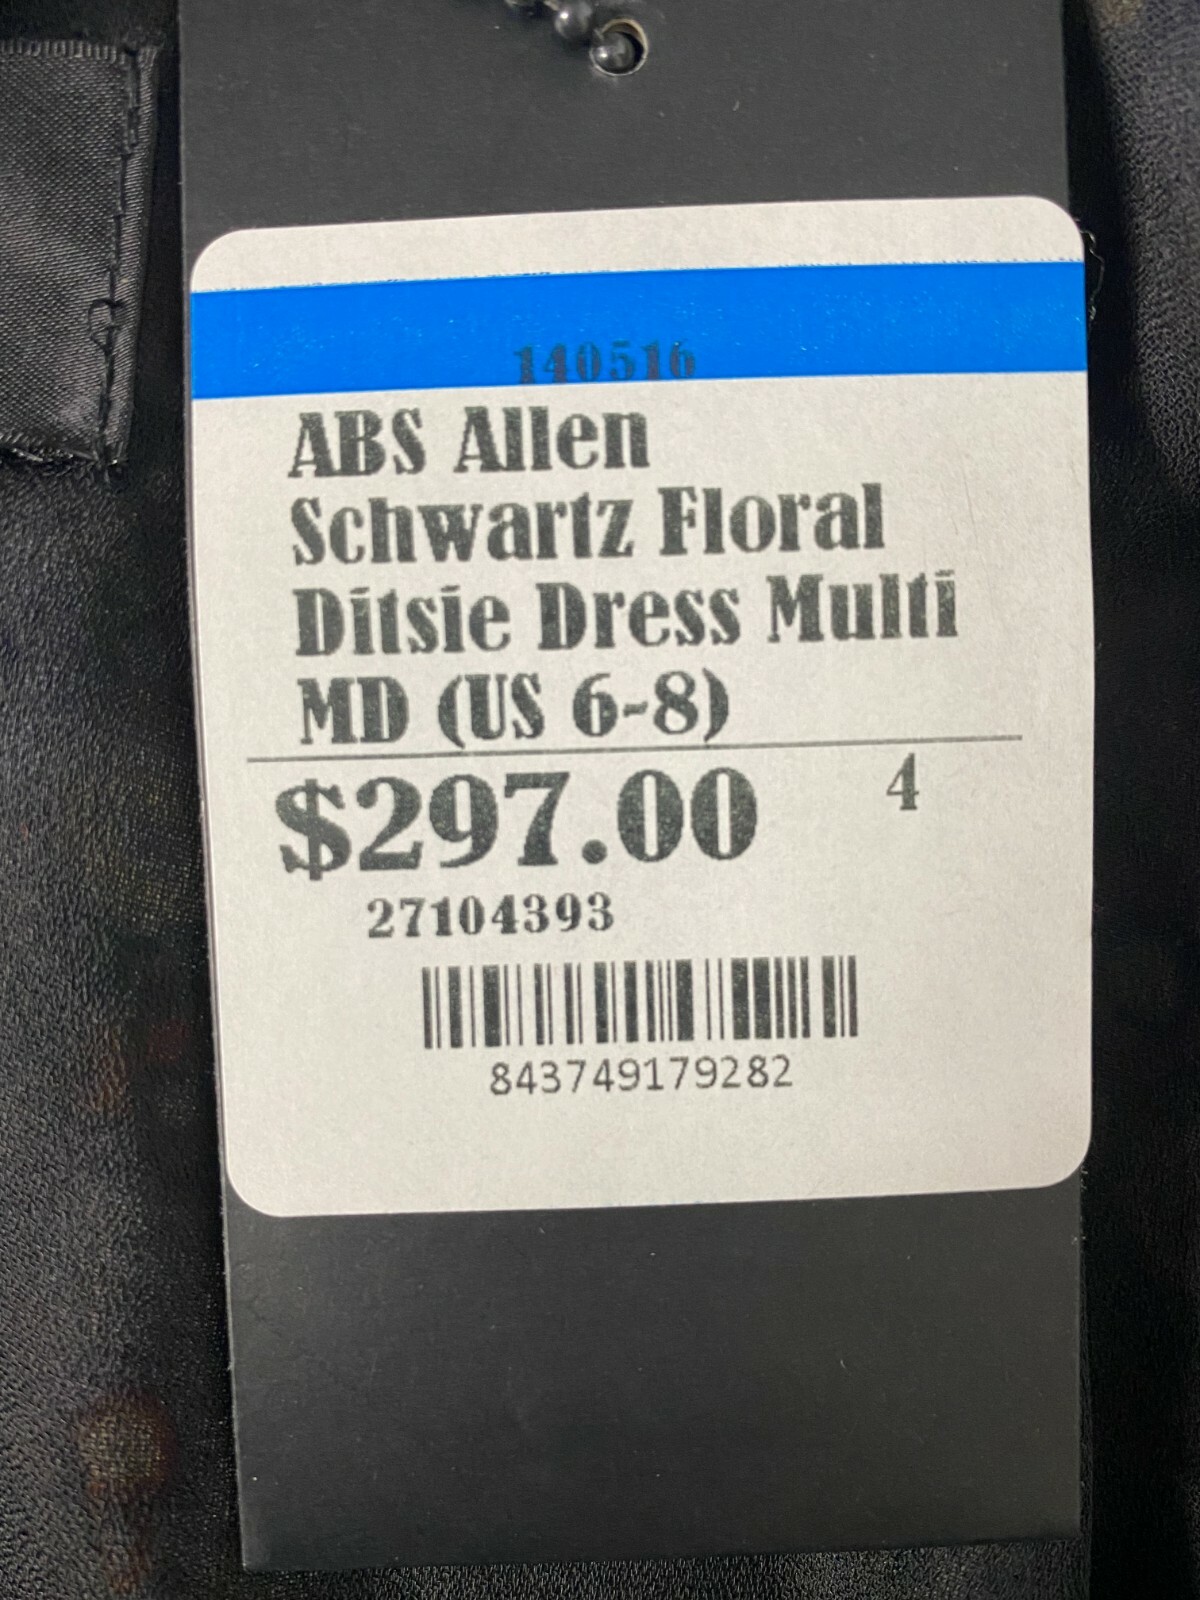 140516
ABS Allen
Schwartz Floral
Ditsie Dress Multi
MD (US 6-8)
$297.00 4
27104393
843749179282